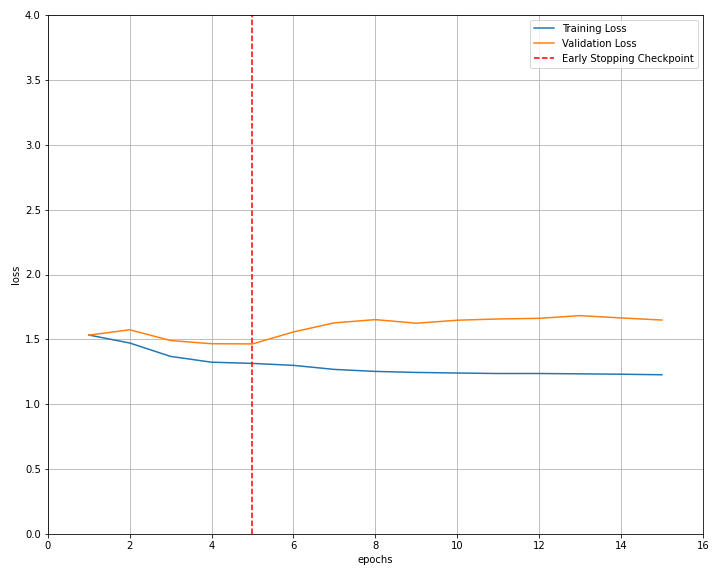 Training Loss
Validation Loss
Early Stopping Checkpoint
4.0
3.5
3.0
2.5
2.0
1.5
1.0
0.5
0.0
loss
0 2 4 6 8 10 12 14 16
epochs